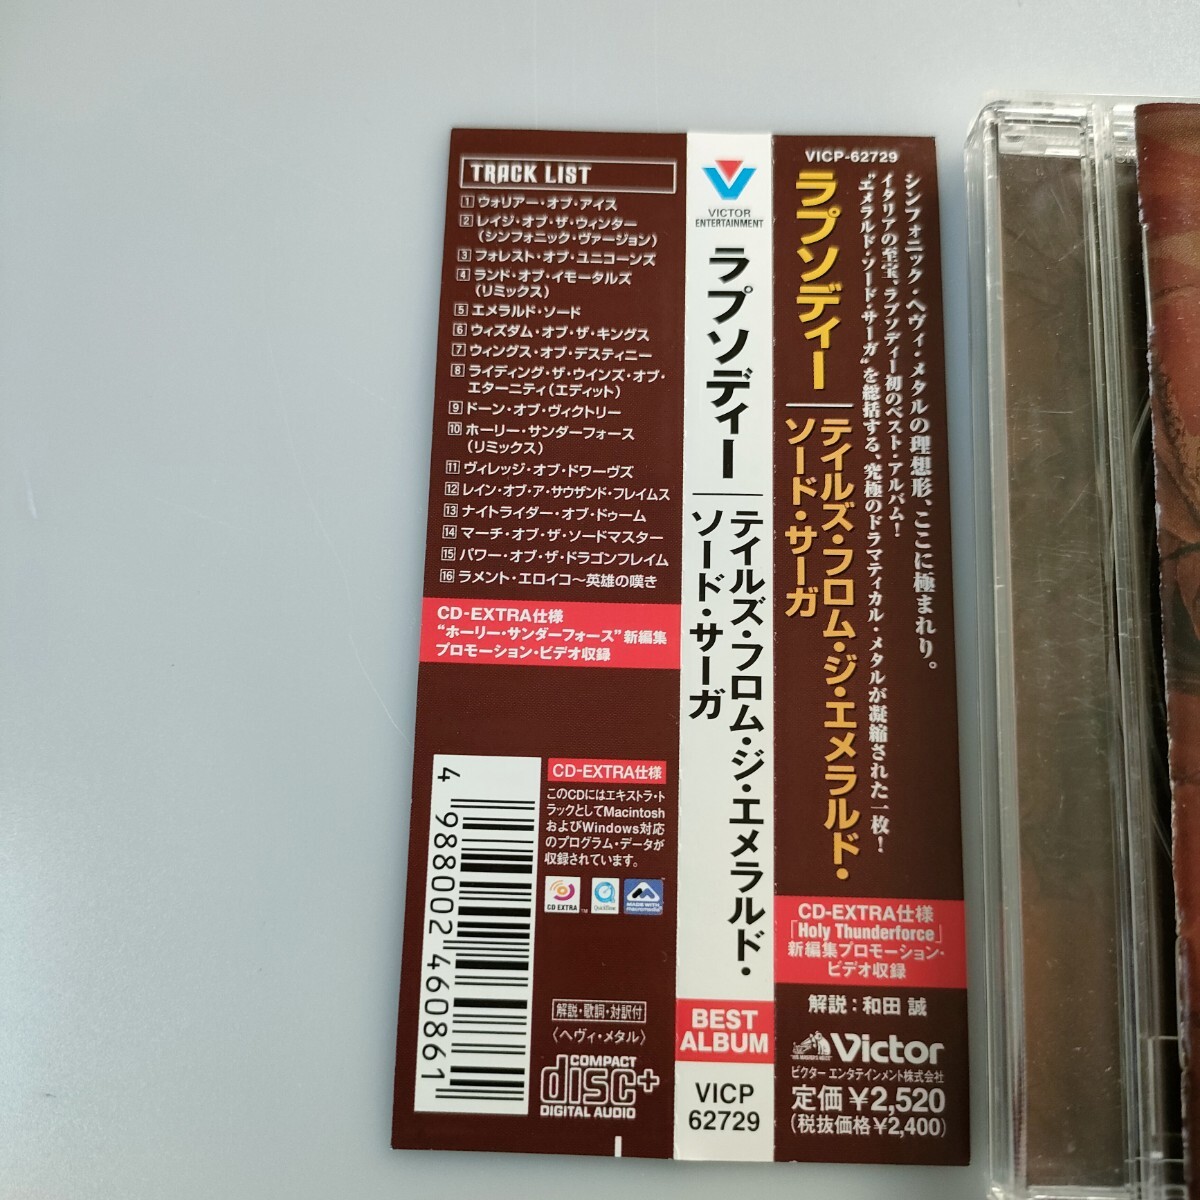 TRACK LIST
1 ウォリアー・オブ・アイス
2 レイジ・オブ・ザ・ウィンター
(シンフォニック・ヴァージョン)
3 フォレスト・オブ・ユニコーンズ
4 ランド・オブ・イモータルズ
(リミックス)
5 エメラルド・ソード
6 ウィズダム・オブ・ザ・キングス
7 ウィングス・オブ・デスティニー
8 ライディング・ザ・ウインズ・オブ・
エターニティ(エディット)
9 ドーン・オブ・ヴィクトリー
10 ホーリー・サンダーフォース
(リミックス)
11 ヴィレッジ・オブ・ドワーヴズ
12 レイン・オブ・ア・サウザンド・フレイムス
13 ナイトライダー・オブ・ドゥーム
14 マーチ・オブ・ザ・ソードマスター
15 パワー・オブ・ザ・ドラゴンフレイム
16 ラメント・エロイコ〜英雄の嘆き
CD-EXTRA仕様
“ホーリー・サンダーフォース”新編集
プロモーション・ビデオ収録
4 988002 460861
CD-EXTRA仕様
このCDにはエキストラ・ト
ラックとしてMacintosh
およびWindows対応
のプログラム・データが
収録されています。
CD EXTRA
TM
QuickTime
MADE WITH
macromedia
解説・歌詞・対訳付
〈ヘヴィ・メタル〉
COMPACT
disc+
DIGITAL AUDIO
VICTOR
ENTERTAINMENT
ラプソディー
テイルズ・フロム・ジ・エメラルド・
ソード・サーガ
BEST
ALBUM
VICP
62729
VICP-62729
シンフォニック・ヘヴィ・メタルの理想形、ここに極まれり。
イタリアの至宝、ラプソディー初のベスト・アルバム!
“エメラルド・ソード・サーガ”を総括する、究極のドラマティカル・メタルが凝縮された一枚!
ラプソディー
テイルズ・フロム・ジ・エメラルド・
ソード・サーガ
CD-EXTRA仕様
「Holy Thunderforce」
新編集プロモーション・
ビデオ収録
解説：和田 誠
Victor
ビクター エンタテインメント株式会社
定価￥2,520
(税抜価格￥2,400)